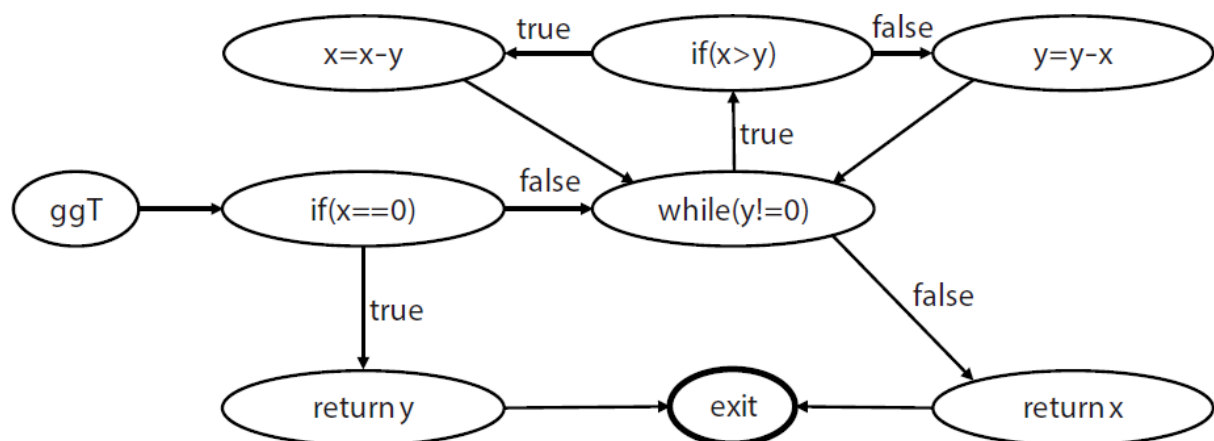 true
false
x=x-y
if(x>y)
y=y-x
true
false
ggT
if(x==0)
while(y!=0)
true
false
return y
exit
return x